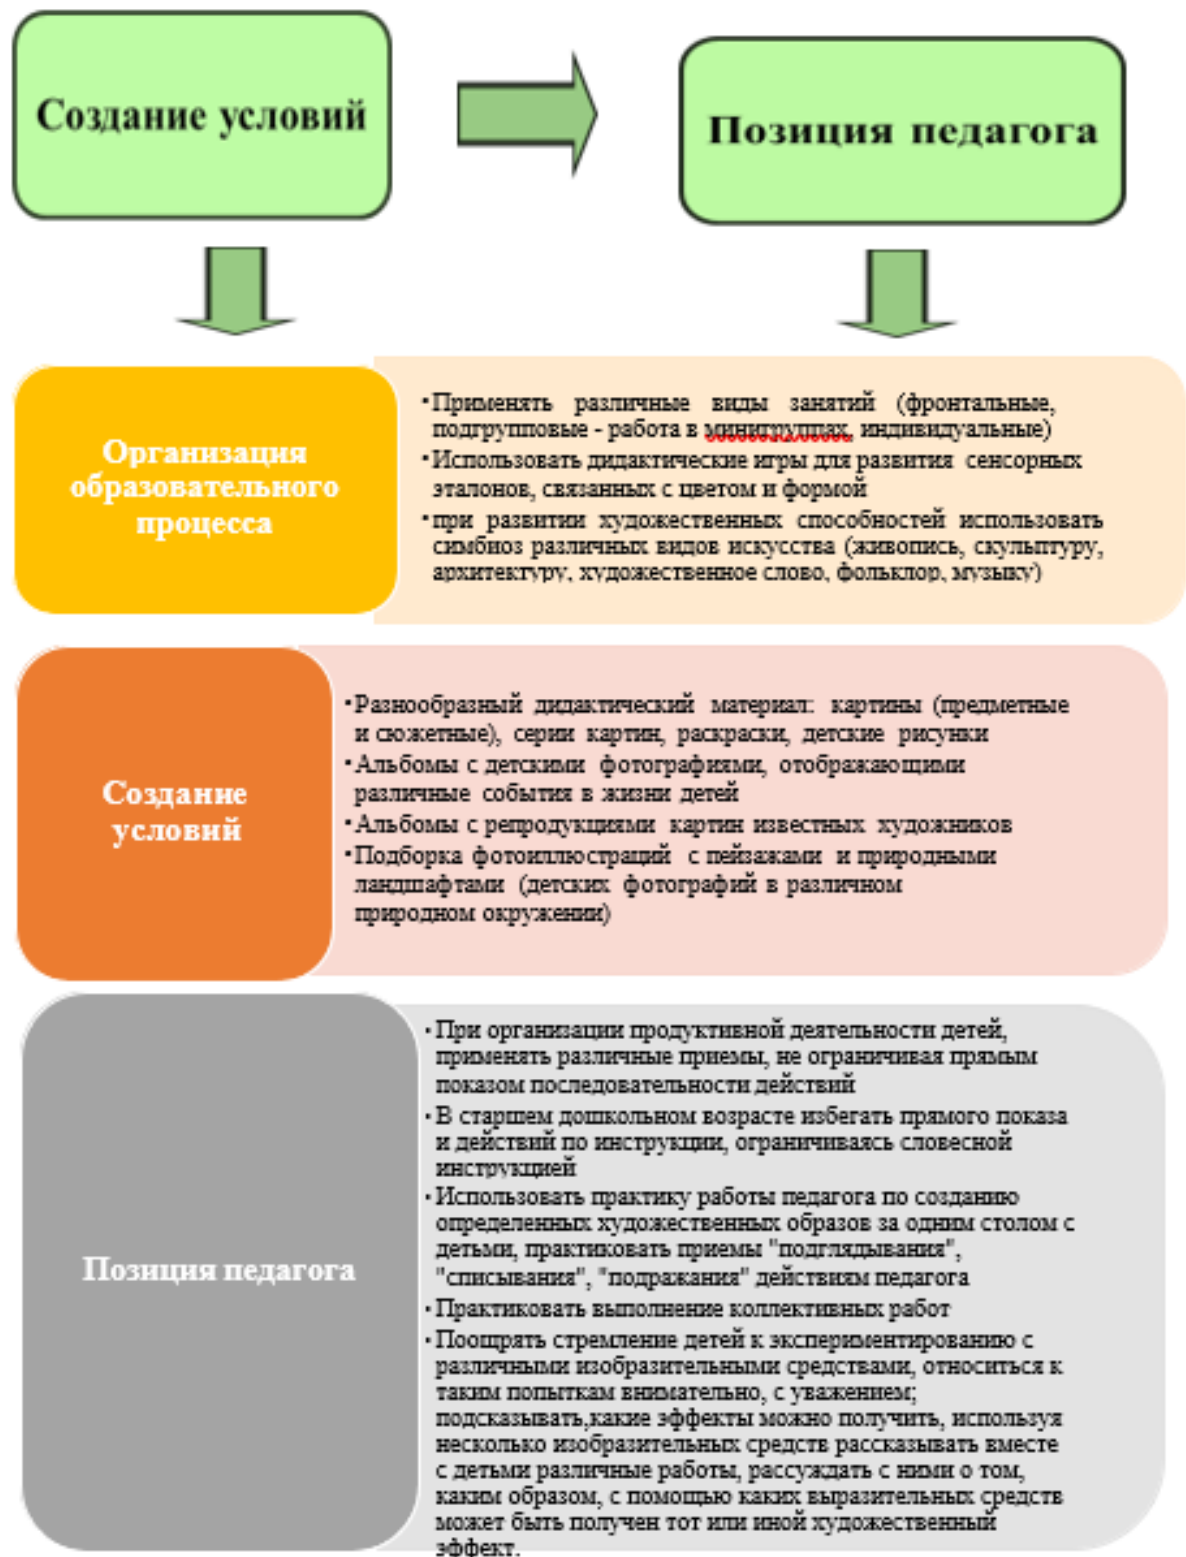 Создание условий
Позиция педагога
Организация
образовательного
процесса
•Применять различные виды занятий (фронтальные,
подгрупповые - работа в минигруппах, индивидуальные)
•Использовать дидактические игры для развития сенсорных
эталонов, связанных с цветом и формой
•при развитии художественных способностей использовать
симбиоз различных видов искусства (живопись, скульптуру,
архитектуру, художественное слово, фольклор, музыку)
Создание
условий
•Разнообразный дидактический материал: картины (предметные
и сюжетные), серии картин, раскраски, детские рисунки
•Альбомы с детскими фотографиями, отображающими
различные события в жизни детей
•Альбомы с репродукциями картин известных художников
•Подборка фотоиллюстраций с пейзажами и природными
ландшафтами (детских фотографий в различном
природном окружении)
Позиция педагога
•При организации продуктивной деятельности детей,
применять различные приемы, не ограничивая прямым
показом последовательности действий
•В старшем дошкольном возрасте избегать прямого показа
и действий по инструкции, ограничиваясь словесной
инструкцией
•Использовать практику работы педагога по созданию
определенных художественных образов за одним столом с
детьми, практиковать приемы "подглядывания",
"списывания", "подражания" действиям педагога
•Практиковать выполнение коллективных работ
•Поощрять стремление детей к экспериментированию с
различными изобразительными средствами, относиться к
таким попыткам внимательно, с уважением;
подсказывать,какие эффекты можно получить, используя
несколько изобразительных средств рассказывать вместе
с детьми различные работы, рассуждать с ними о том,
каким образом, с помощью каких выразительных средств
может быть получен тот или иной художественный
эффект.